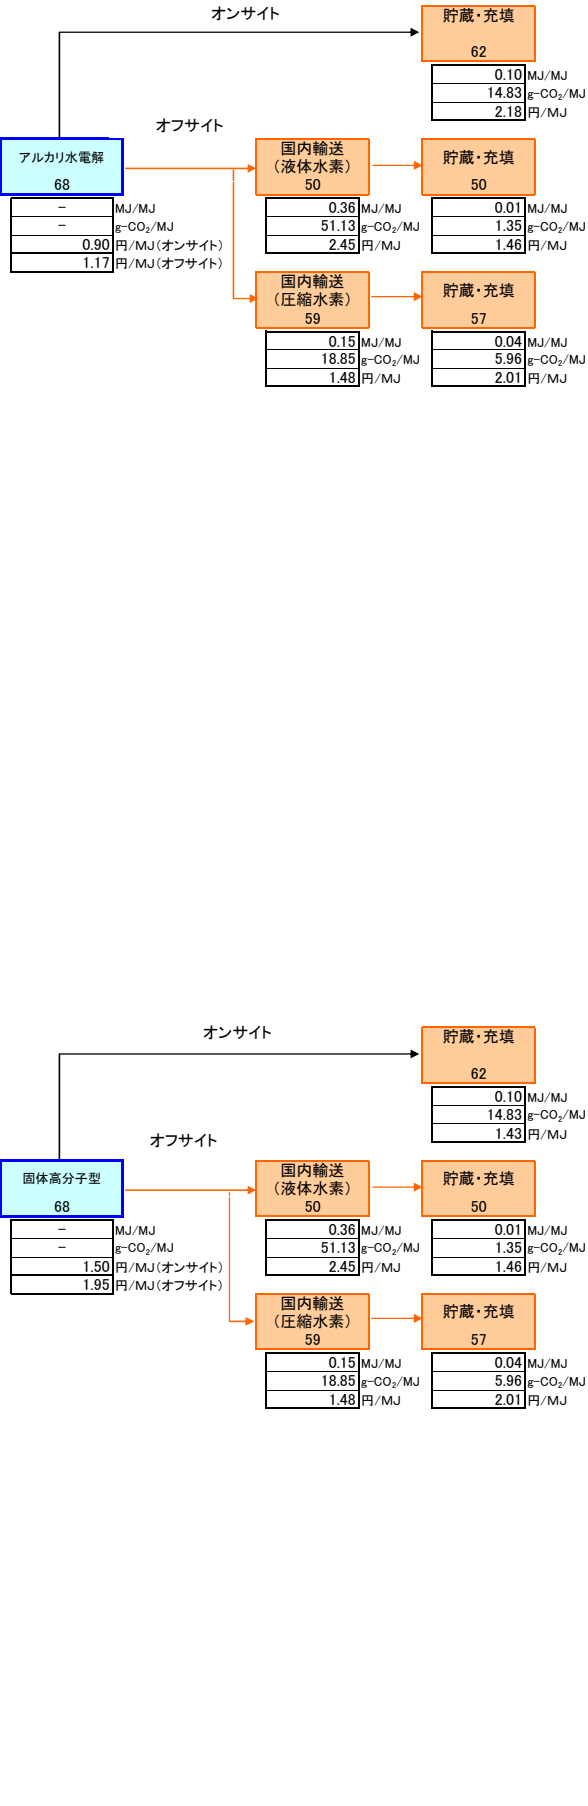 オンサイト
貯蔵・充填
62
0.10 MJ/MJ
14.83 g-CO₂/MJ
2.18 円/MJ
オフサイト
アルカリ水電解
68
－ MJ/MJ
－ g-CO₂/MJ
0.90 円/MJ（オンサイト）
1.17 円/MJ（オフサイト）
国内輸送
（液体水素）
50
0.36 MJ/MJ
51.13 g-CO₂/MJ
2.45 円/MJ
貯蔵・充填
50
0.01 MJ/MJ
1.35 g-CO₂/MJ
1.46 円/MJ
国内輸送
（圧縮水素）
59
0.15 MJ/MJ
18.85 g-CO₂/MJ
1.48 円/MJ
貯蔵・充填
57
0.04 MJ/MJ
5.96 g-CO₂/MJ
2.01 円/MJ
オンサイト
貯蔵・充填
62
0.10 MJ/MJ
14.83 g-CO₂/MJ
1.43 円/MJ
オフサイト
固体高分子型
68
－ MJ/MJ
－ g-CO₂/MJ
1.50 円/MJ（オンサイト）
1.95 円/MJ（オフサイト）
国内輸送
（液体水素）
50
0.36 MJ/MJ
51.13 g-CO₂/MJ
2.45 円/MJ
貯蔵・充填
50
0.01 MJ/MJ
1.35 g-CO₂/MJ
1.46 円/MJ
国内輸送
（圧縮水素）
59
0.15 MJ/MJ
18.85 g-CO₂/MJ
1.48 円/MJ
貯蔵・充填
57
0.04 MJ/MJ
5.96 g-CO₂/MJ
2.01 円/MJ